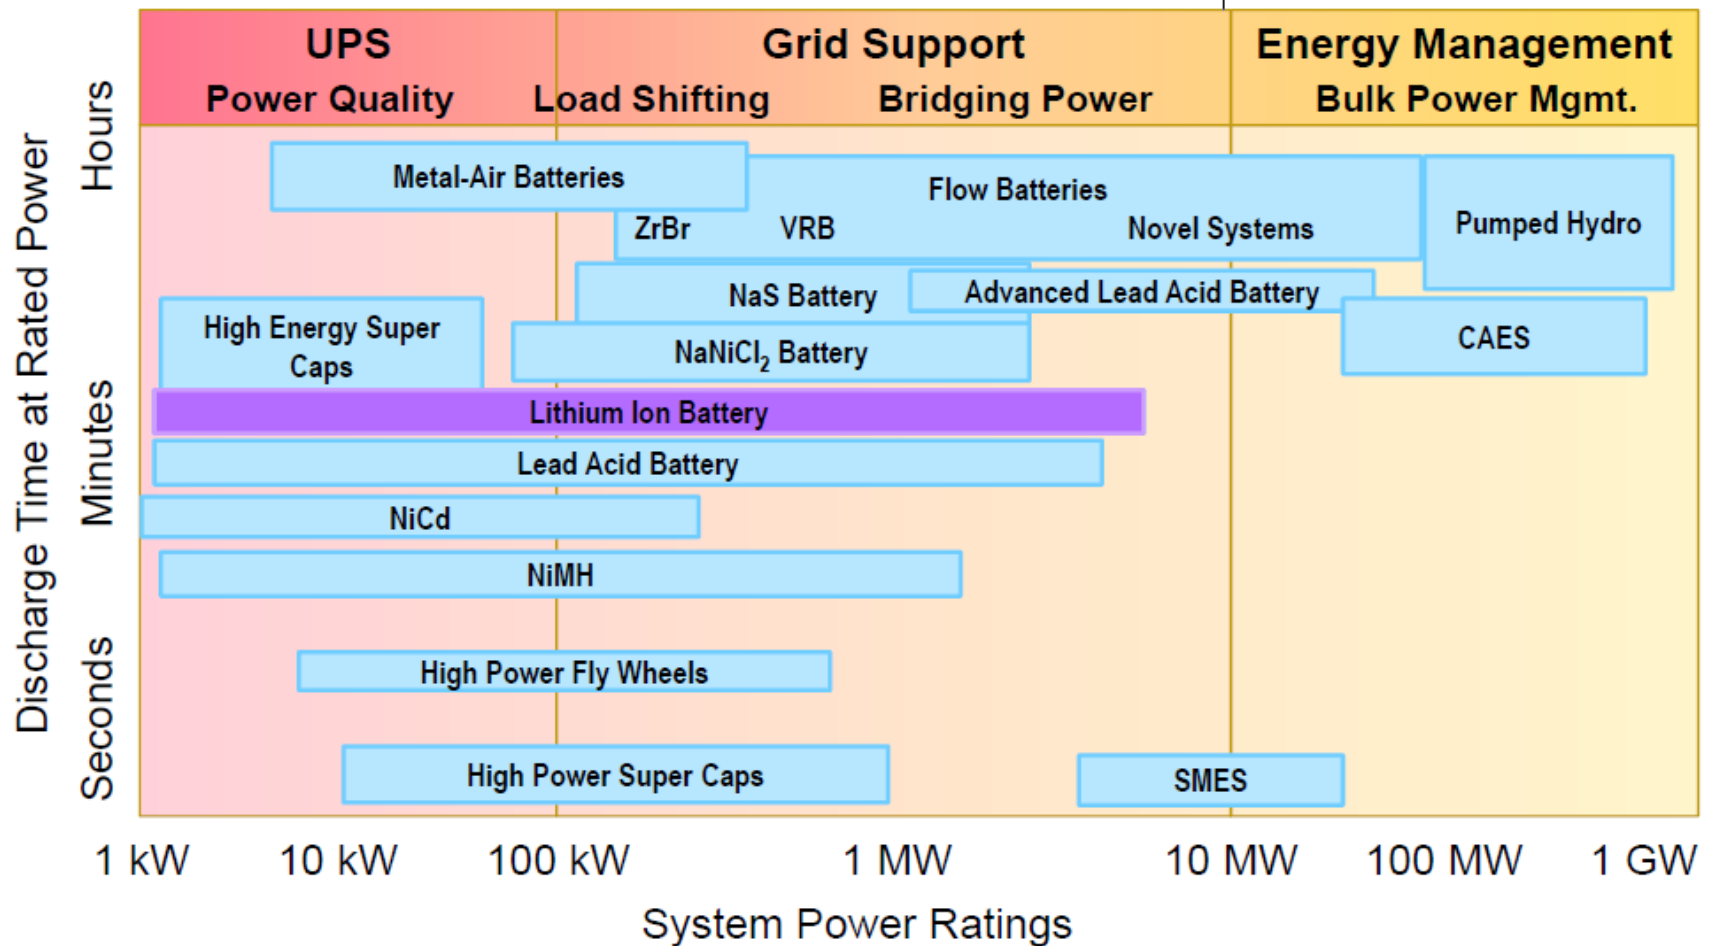 UPS
Grid Support
Energy Management
Power Quality
Load Shifting
Bridging Power
Bulk Power Mgmt.
Discharge Time at Rated Power
Hours
Minutes
Seconds
Metal-Air Batteries
Flow Batteries
ZrBr
VRB
Novel Systems
Pumped Hydro
NaS Battery
Advanced Lead Acid Battery
High Energy Super
Caps
NaNiCl₂ Battery
CAES
Lithium Ion Battery
Lead Acid Battery
NiCd
NiMH
High Power Fly Wheels
High Power Super Caps
SMES
1 kW
10 kW
100 kW
1 MW
10 MW
100 MW
1 GW
System Power Ratings